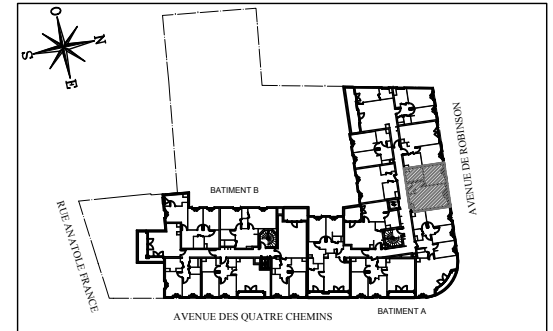 O
N
S
E
AVENUE DE ROBINSON
BATIMENT B
RUE ANATOLE FRANCE
BATIMENT A
AVENUE DES QUATRE CHEMINS